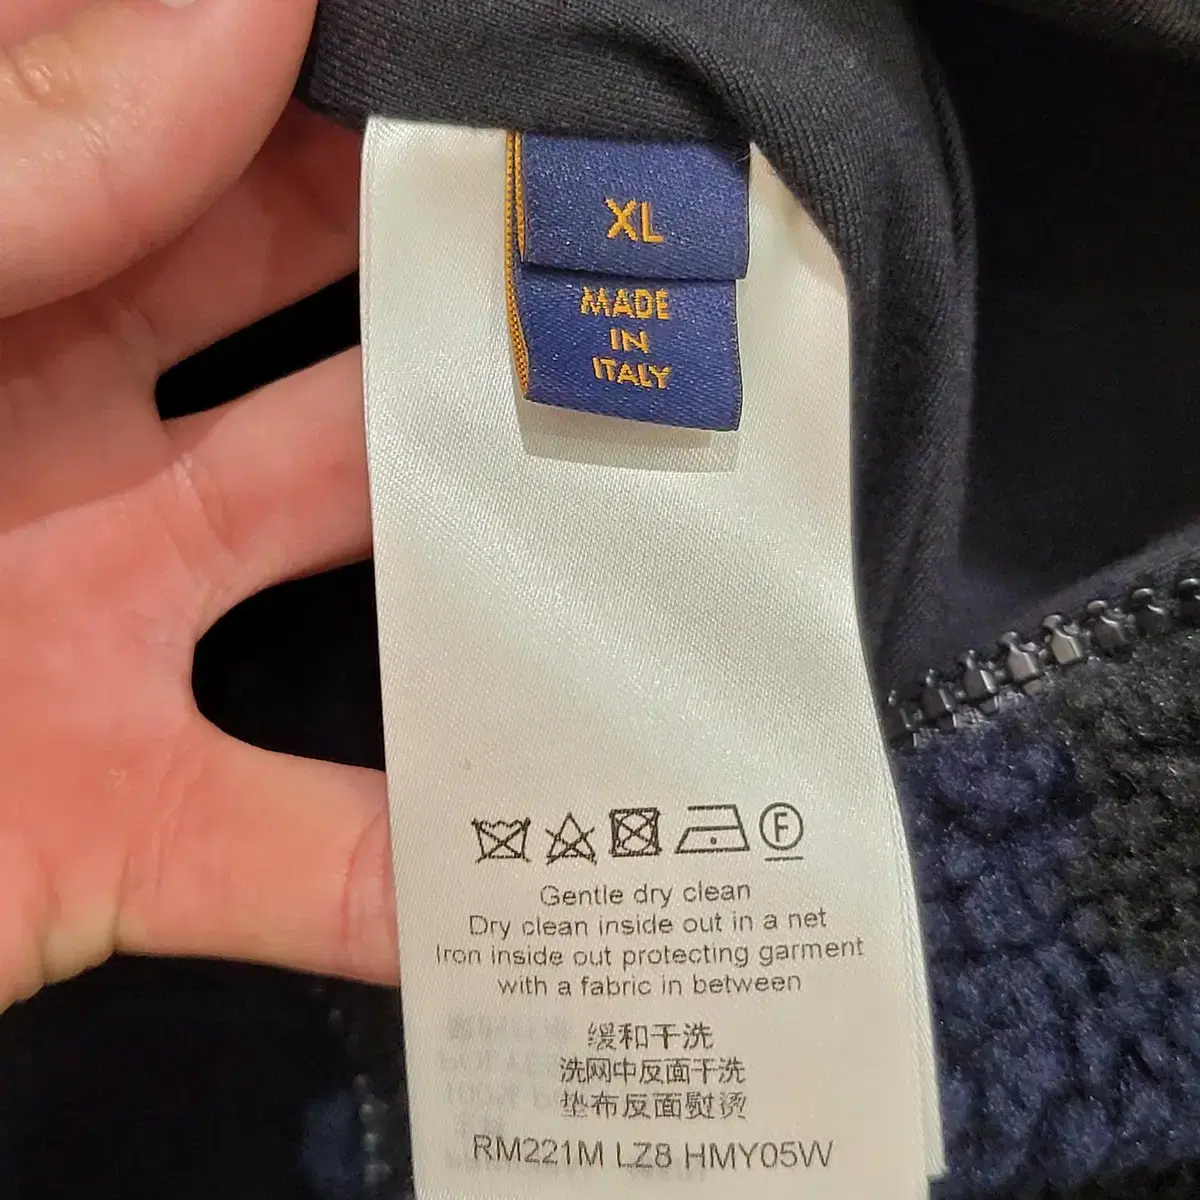 XL
MADE
IN
ITALY
F
Gentle dry clean
Dry clean inside out in a net
Iron inside out protecting garment
with a fabric in between
缓和干洗
洗网中反面干洗
垫布反面熨烫
RM221M LZ8 HMY05W